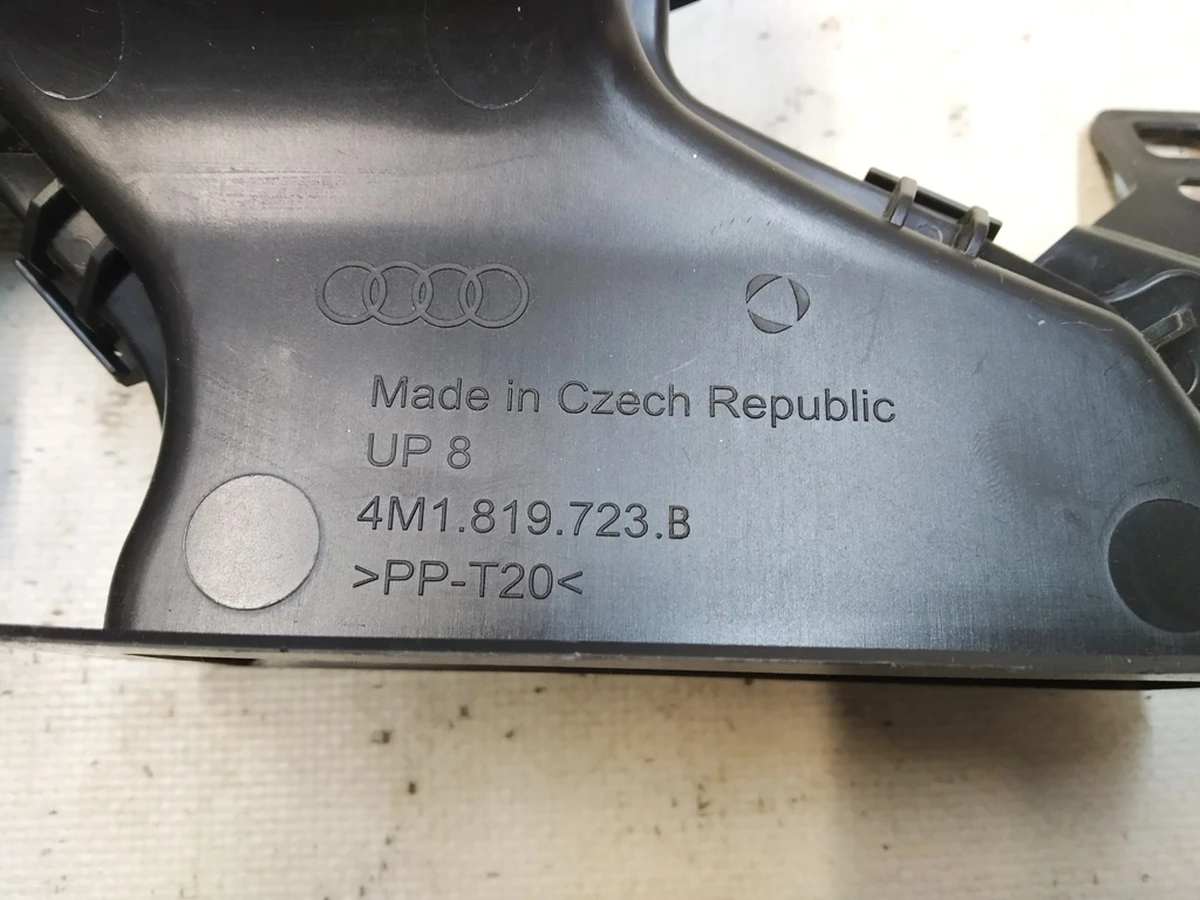 Made in Czech Republic
UP 8
4M1.819.723.B
>PP-T20<